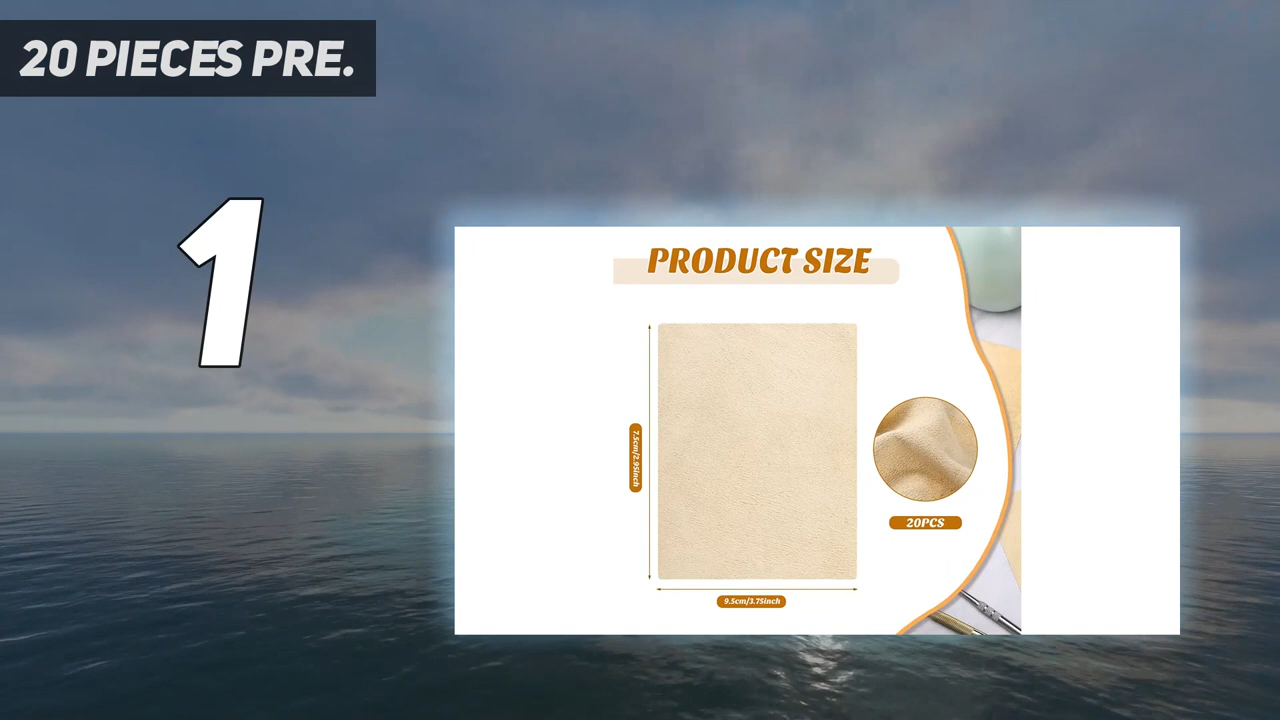 20 PIECES PRE.
1
PRODUCT SIZE
7.5cm/2.95inch
20PCS
9.5cm/3.75inch